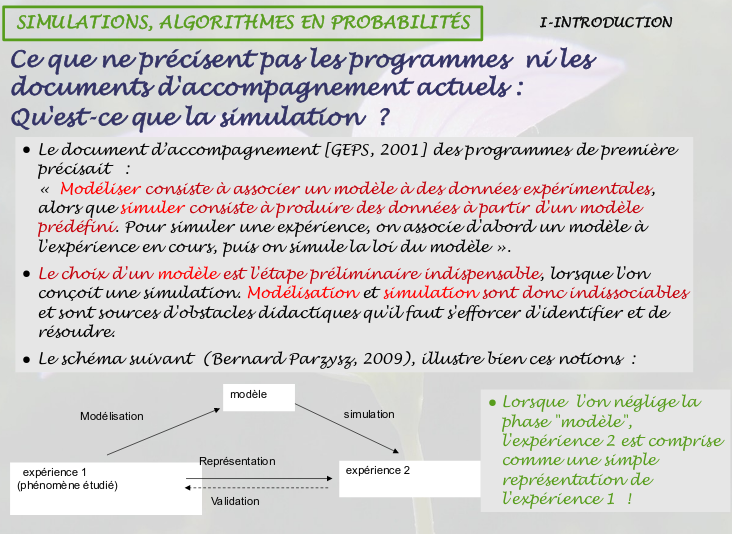 SIMULATIONS, ALGORITHMES EN PROBABILITÉS
I-INTRODUCTION
Ce que ne précisent pas les programmes ni les
documents d'accompagnement actuels :
Qu'est-ce que la simulation ?
• Le document d'accompagnement [GEPS, 2001] des programmes de première
précisait :
« Modéliser consiste à associer un modèle à des données expérimentales,
alors que simuler consiste à produire des données à partir d'un modèle
prédéfini. Pour simuler une expérience, on associe d'abord un modèle à
l'expérience en cours, puis on simule la loi du modèle ».
• Le choix d'un modèle est l'étape préliminaire indispensable, lorsque l'on
conçoit une simulation. Modélisation et simulation sont donc indissociables
et sont sources d'obstacles didactiques qu'il faut s'efforcer d'identifier et de
résoudre.
• Le schéma suivant (Bernard Parzysz, 2009), illustre bien ces notions :
modèle
Modélisation
simulation
Représentation
expérience 1
(phénomène étudié)
expérience 2
Validation
• Lorsque l'on néglige la
phase "modèle",
l'expérience 2 est comprise
comme une simple
représentation de
l'expérience 1 !